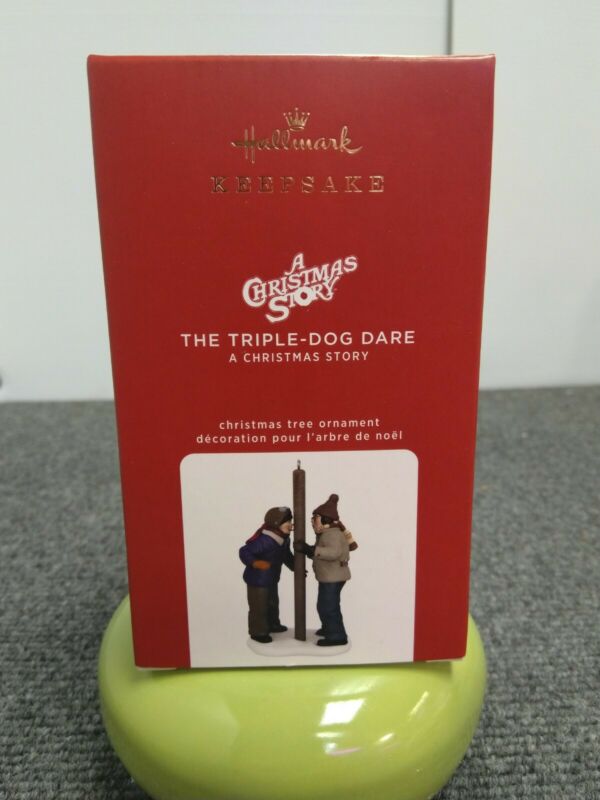 Hallmark
KEEPSAKE
A
CHRISTMAS
STORY
THE TRIPLE-DOG DARE
A CHRISTMAS STORY
christmas tree ornament
décoration pour l'arbre de noël